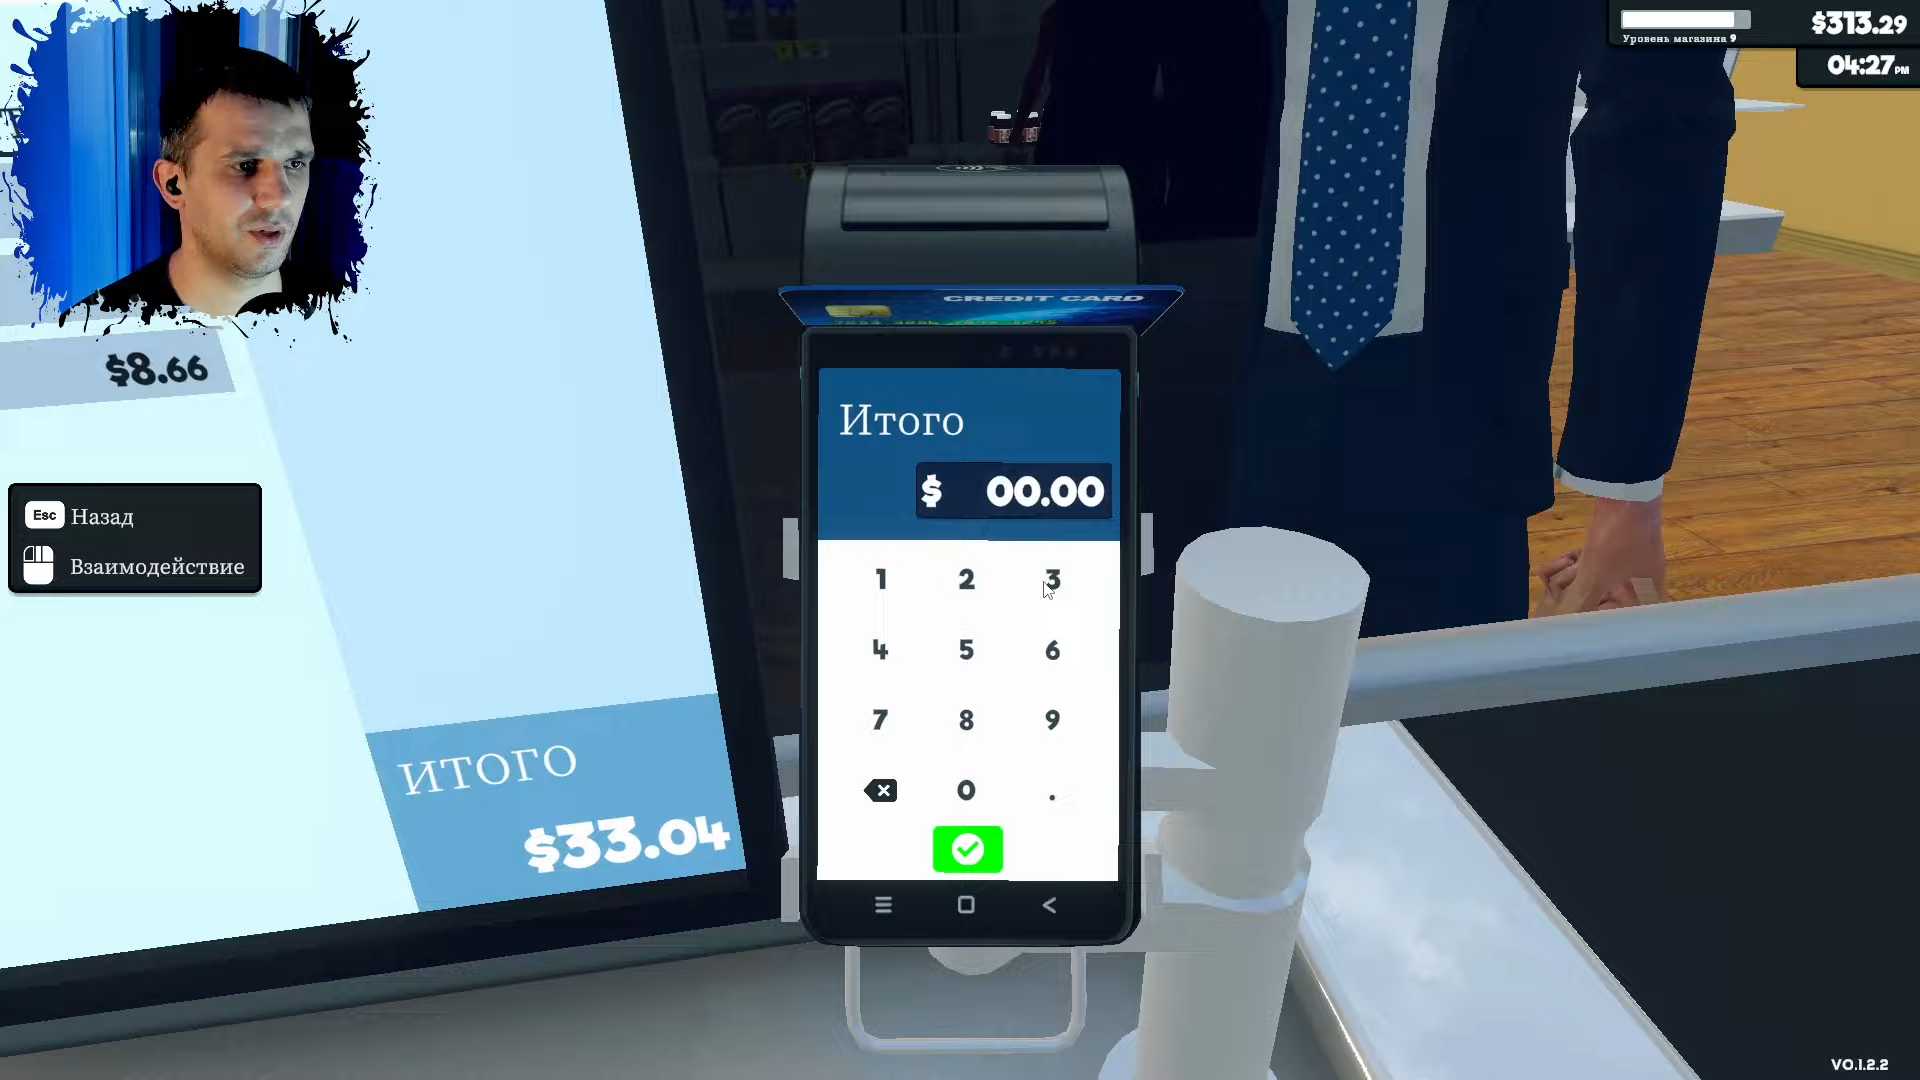 $313.29
Уровень магазина 9
04:27PM
CREDIT CARD
$8.66
Итого
$ 00.00
Esc Назад
Взаимодействие
1 2 3
4 5 6
7 8 9
0 .
ИТОГО
$33.04
V0.1.2.2